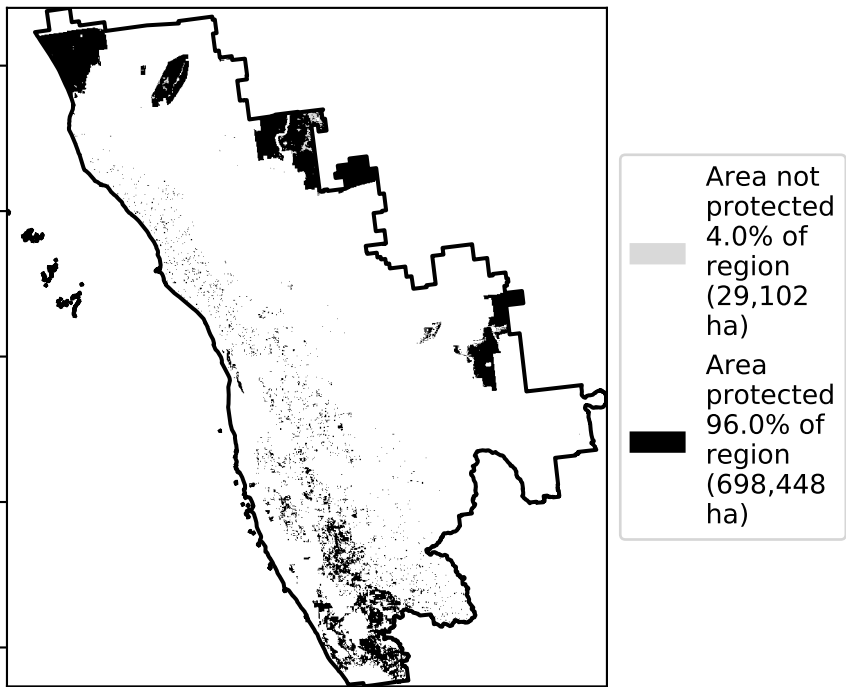 Area not
protected
4.0% of
region
(29,102
ha)
Area
protected
96.0% of
region
(698,448
ha)